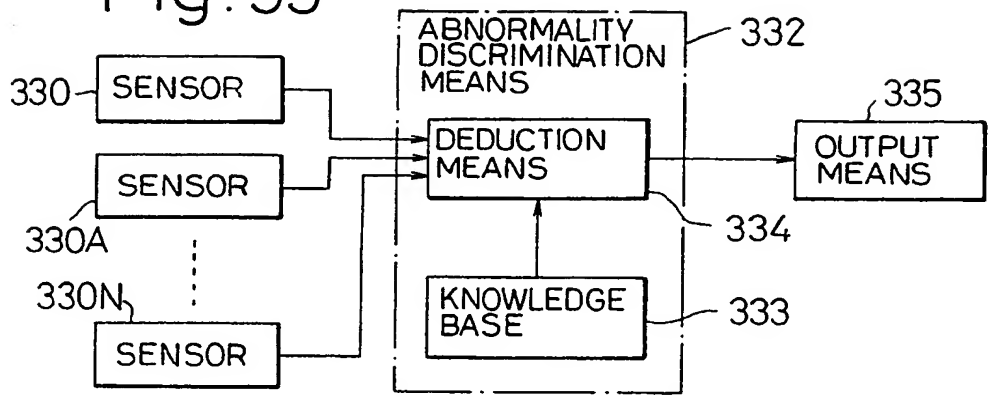 ABNORMALITY
DISCRIMINATION
MEANS
332
330
SENSOR
335
DEDUCTION
MEANS
OUTPUT
MEANS
SENSOR
330A
334
330N
KNOWLEDGE
BASE
333
SENSOR